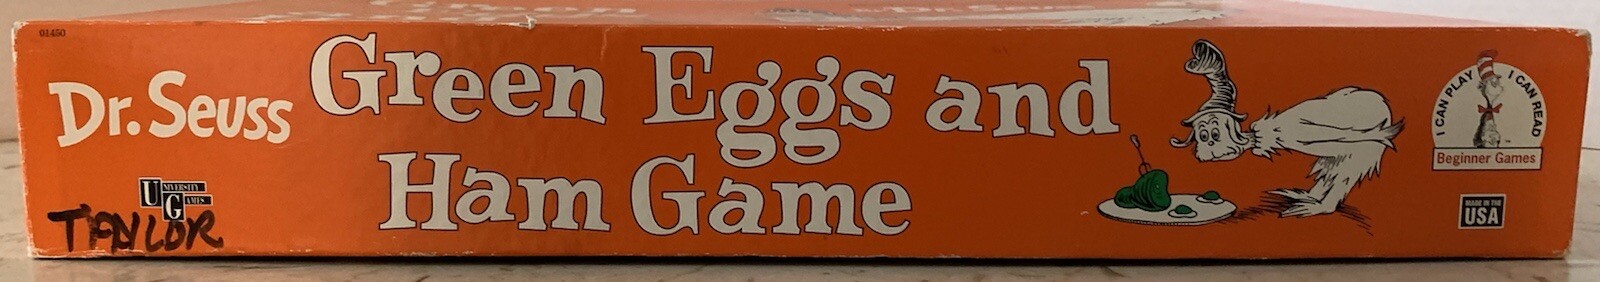 01450
Dr. Seuss
Green Eggs and
Ham Game
UNIVERSITY
GAMES
TAYLOR
I CAN PLAY
I CAN READ
Beginner Games
MADE IN THE
USA